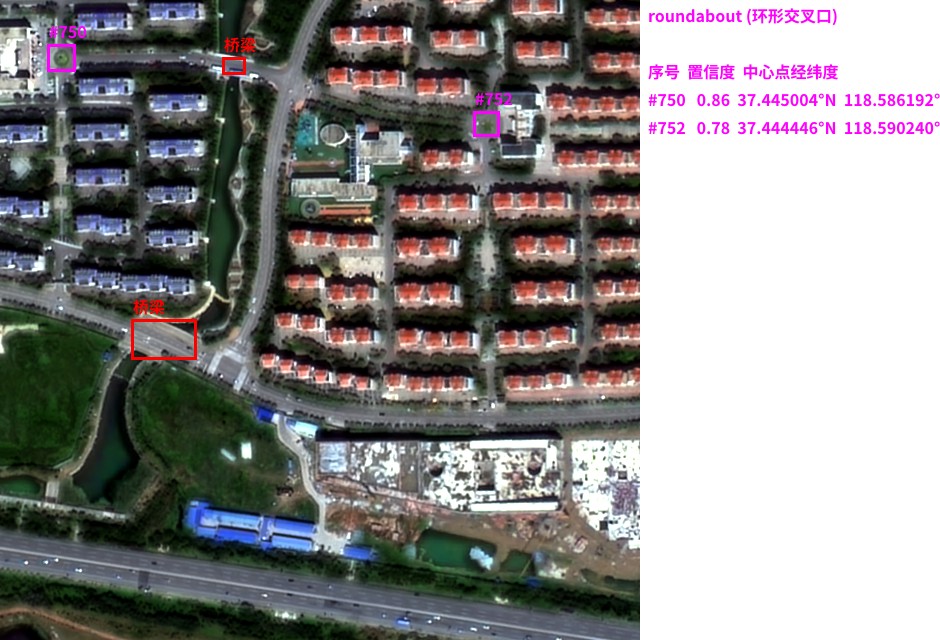 roundabout (环形交叉口)
#750
桥梁
序号 置信度 中心点经纬度
#752
#750 0.86 37.445004°N 118.586192°
#752 0.78 37.444446°N 118.590240°
桥梁